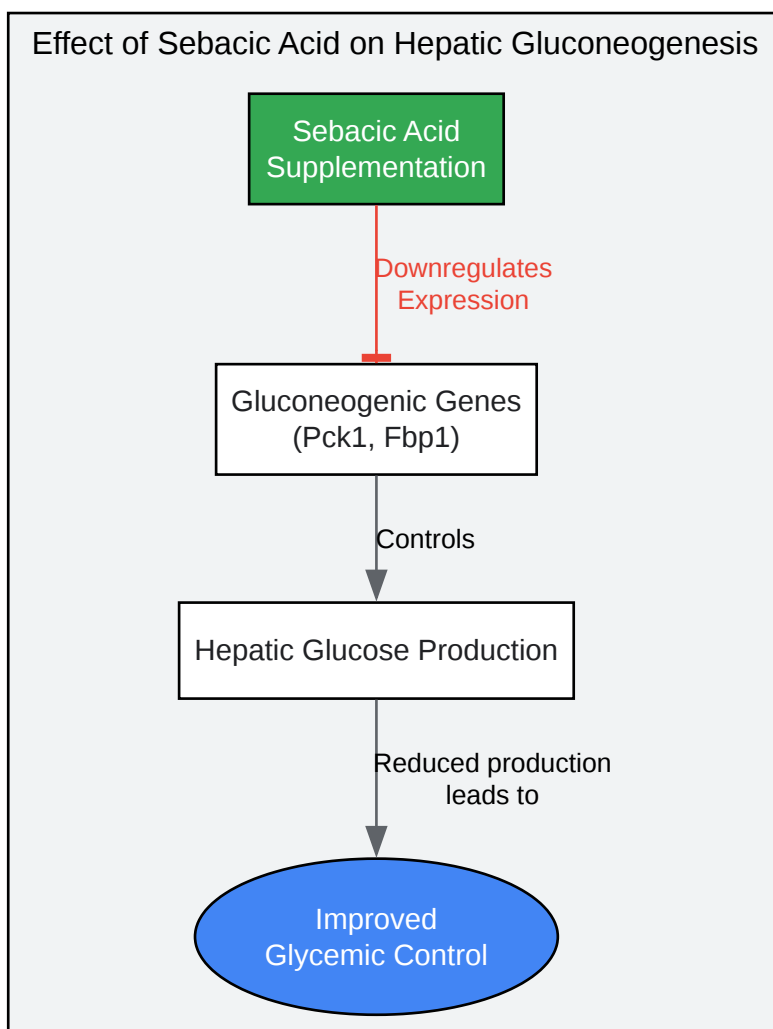 Effect of Sebacic Acid on Hepatic Gluconeogenesis
Sebacic Acid
Supplementation
Downregulates
Expression
Gluconeogenic Genes
(Pck1, Fbp1)
Controls
Hepatic Glucose Production
Reduced production
leads to
Improved
Glycemic Control